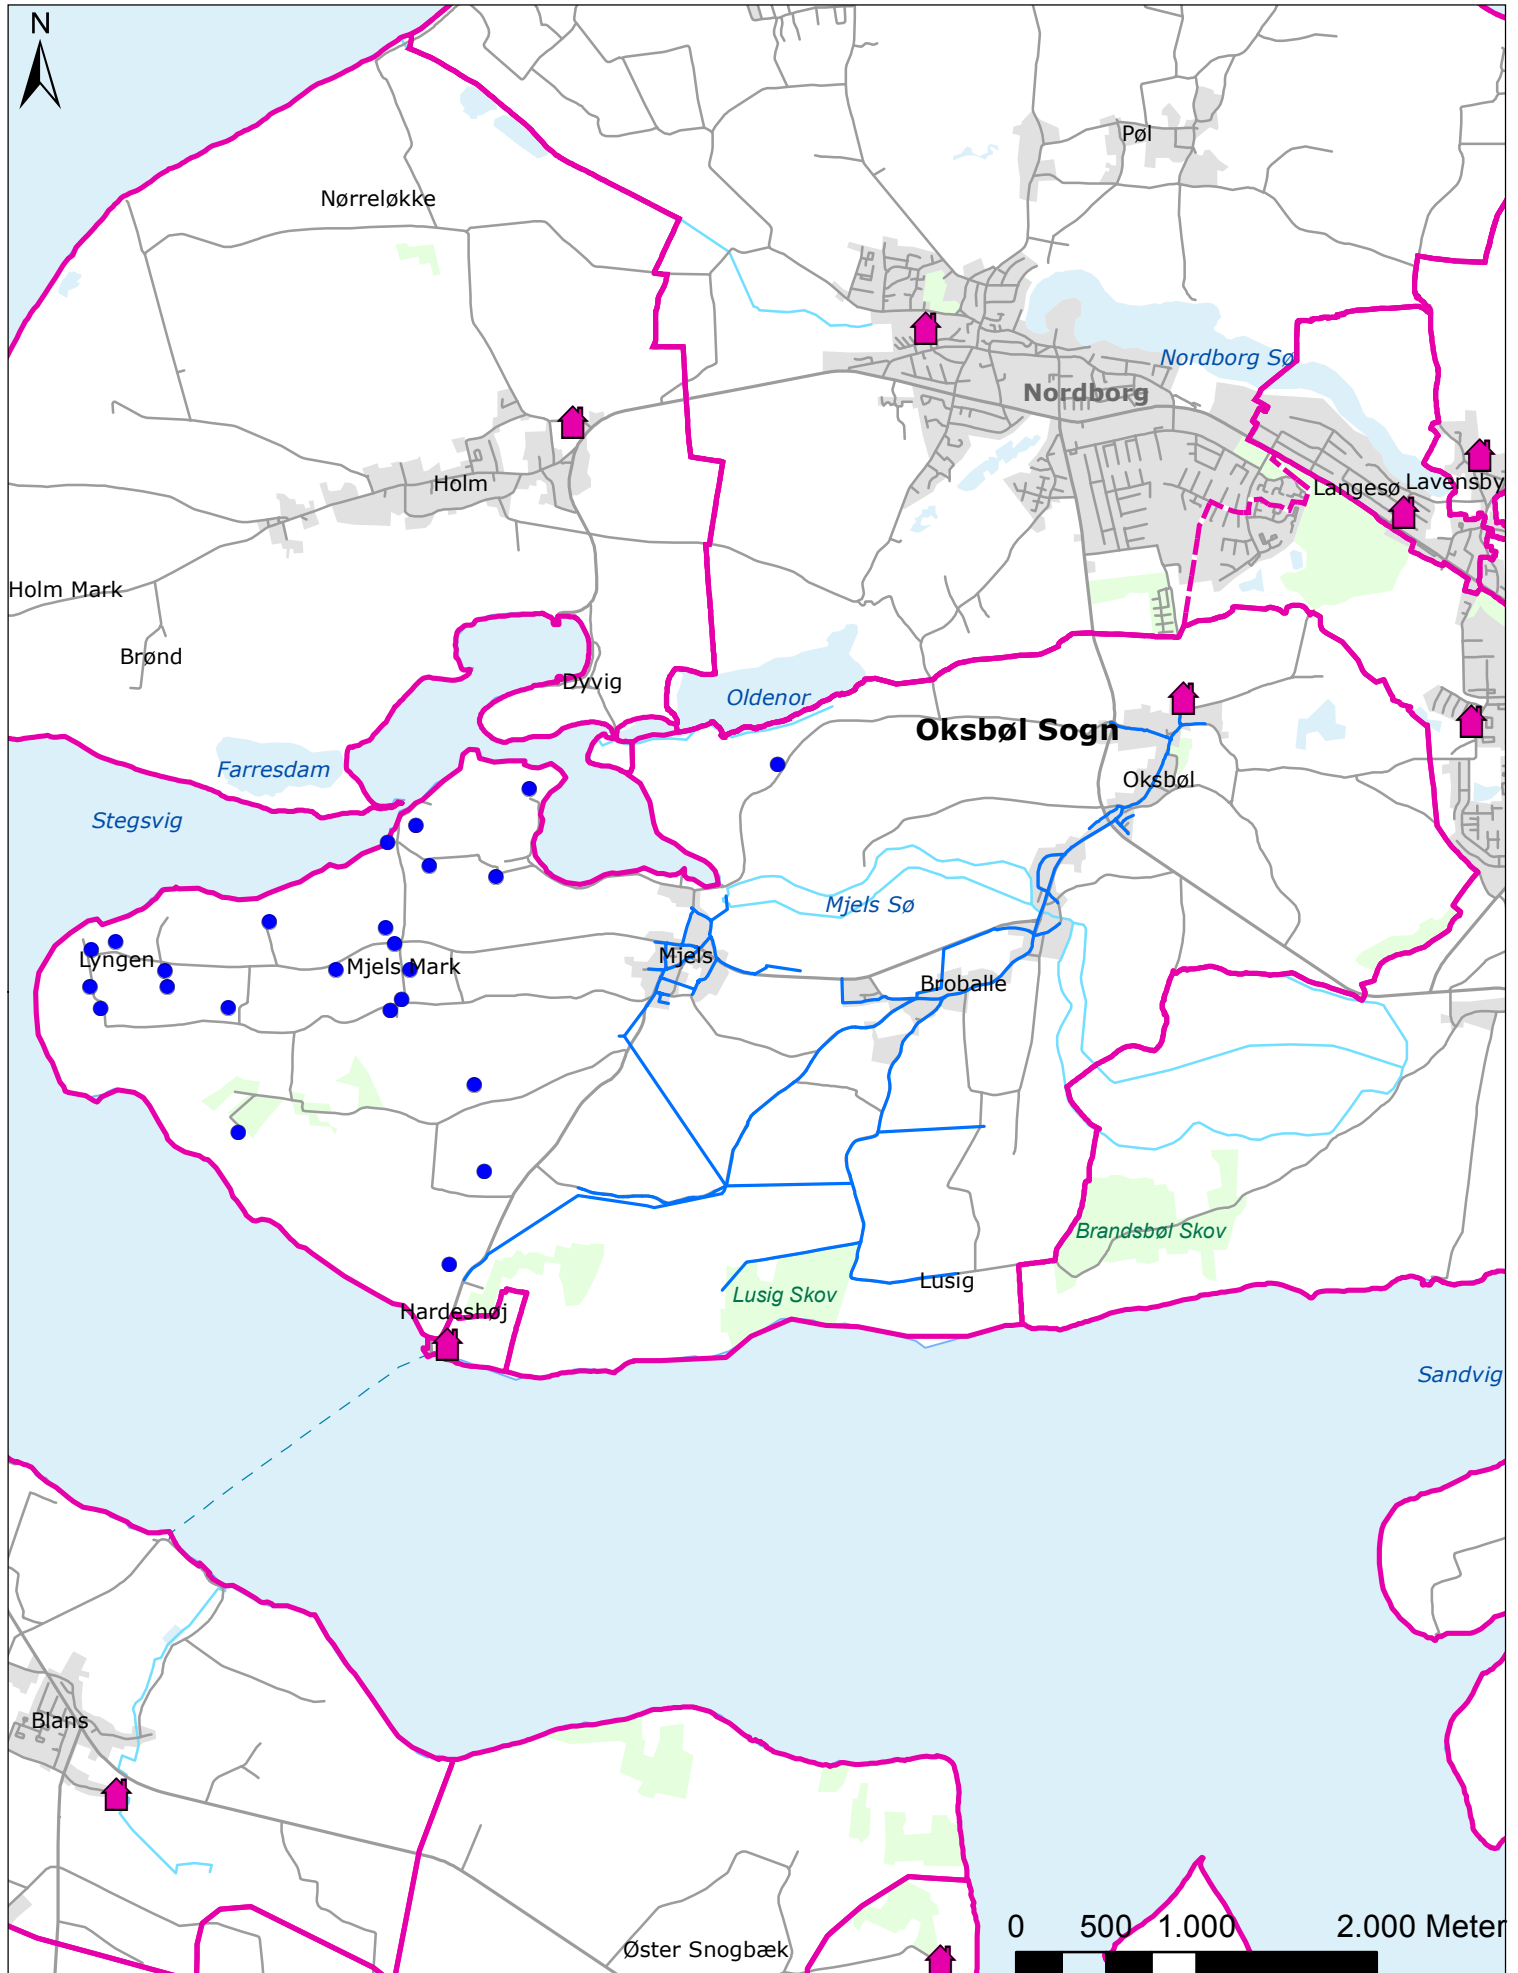 N
Pøl
Nørreløkke
Nordborg Sø
Nordborg
Holm
Langesø
Lavensby
Holm Mark
Brønd
Dyvig
Oldenor
Oksbøl Sogn
Farresdam
Oksbøl
Stegsvig
Mjels Sø
Lyngen
Mjels Mark
Mjels
Broballe
Brandsbøl Skov
Lusig
Lusig Skov
Hardeshøj
Sandvig
Blans
0 500 1.000 2.000 Meter
Øster Snogbæk